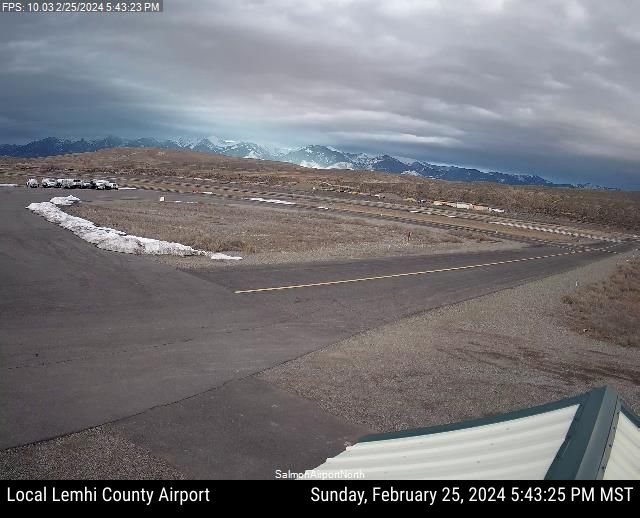 FPS: 10.03 2/25/2024 5:43:23 PM
SalmonAirportNorth
Local Lemhi County Airport Sunday, February 25, 2024 5:43:25 PM MST